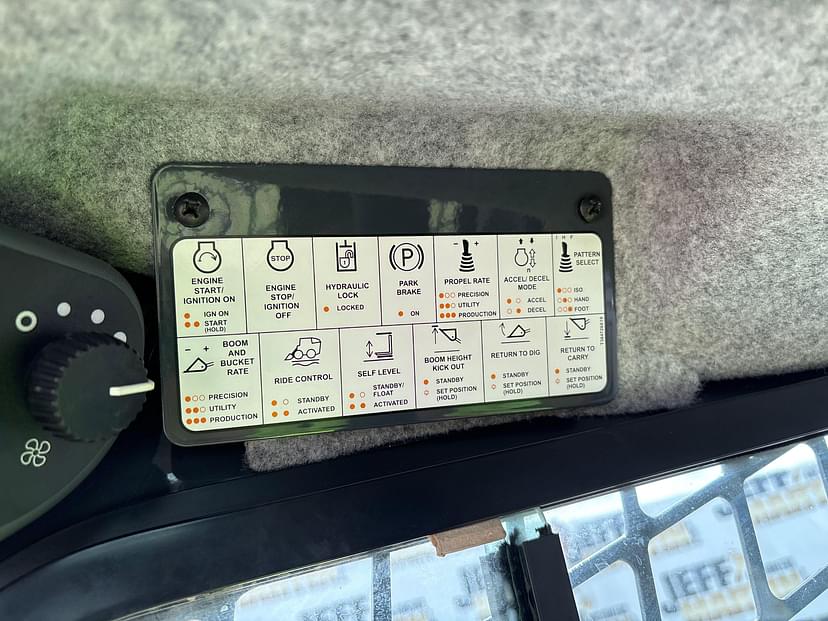 ENGINE
START/
IGNITION ON
IGN ON
START
(HOLD)
STOP
ENGINE
STOP/
IGNITION
OFF
HYDRAULIC
LOCK
LOCKED
P
PARK
BRAKE
ON
- +
PROPEL RATE
PRECISION
UTILITY
PRODUCTION
n
ACCEL/ DECEL
MODE
ACCEL
DECEL
I H F
PATTERN
SELECT
ISO
HAND
FOOT
- +
BOOM
AND
BUCKET
RATE
PRECISION
UTILITY
PRODUCTION
RIDE CONTROL
STANDBY
ACTIVATED
SELF LEVEL
STANDBY/
FLOAT
ACTIVATED
BOOM HEIGHT
KICK OUT
STANDBY
SET POSITION
(HOLD)
RETURN TO DIG
STANDBY
SET POSITION
(HOLD)
RETURN TO
CARRY
STANDBY
SET POSITION
(HOLD)
JEFF
JEFF